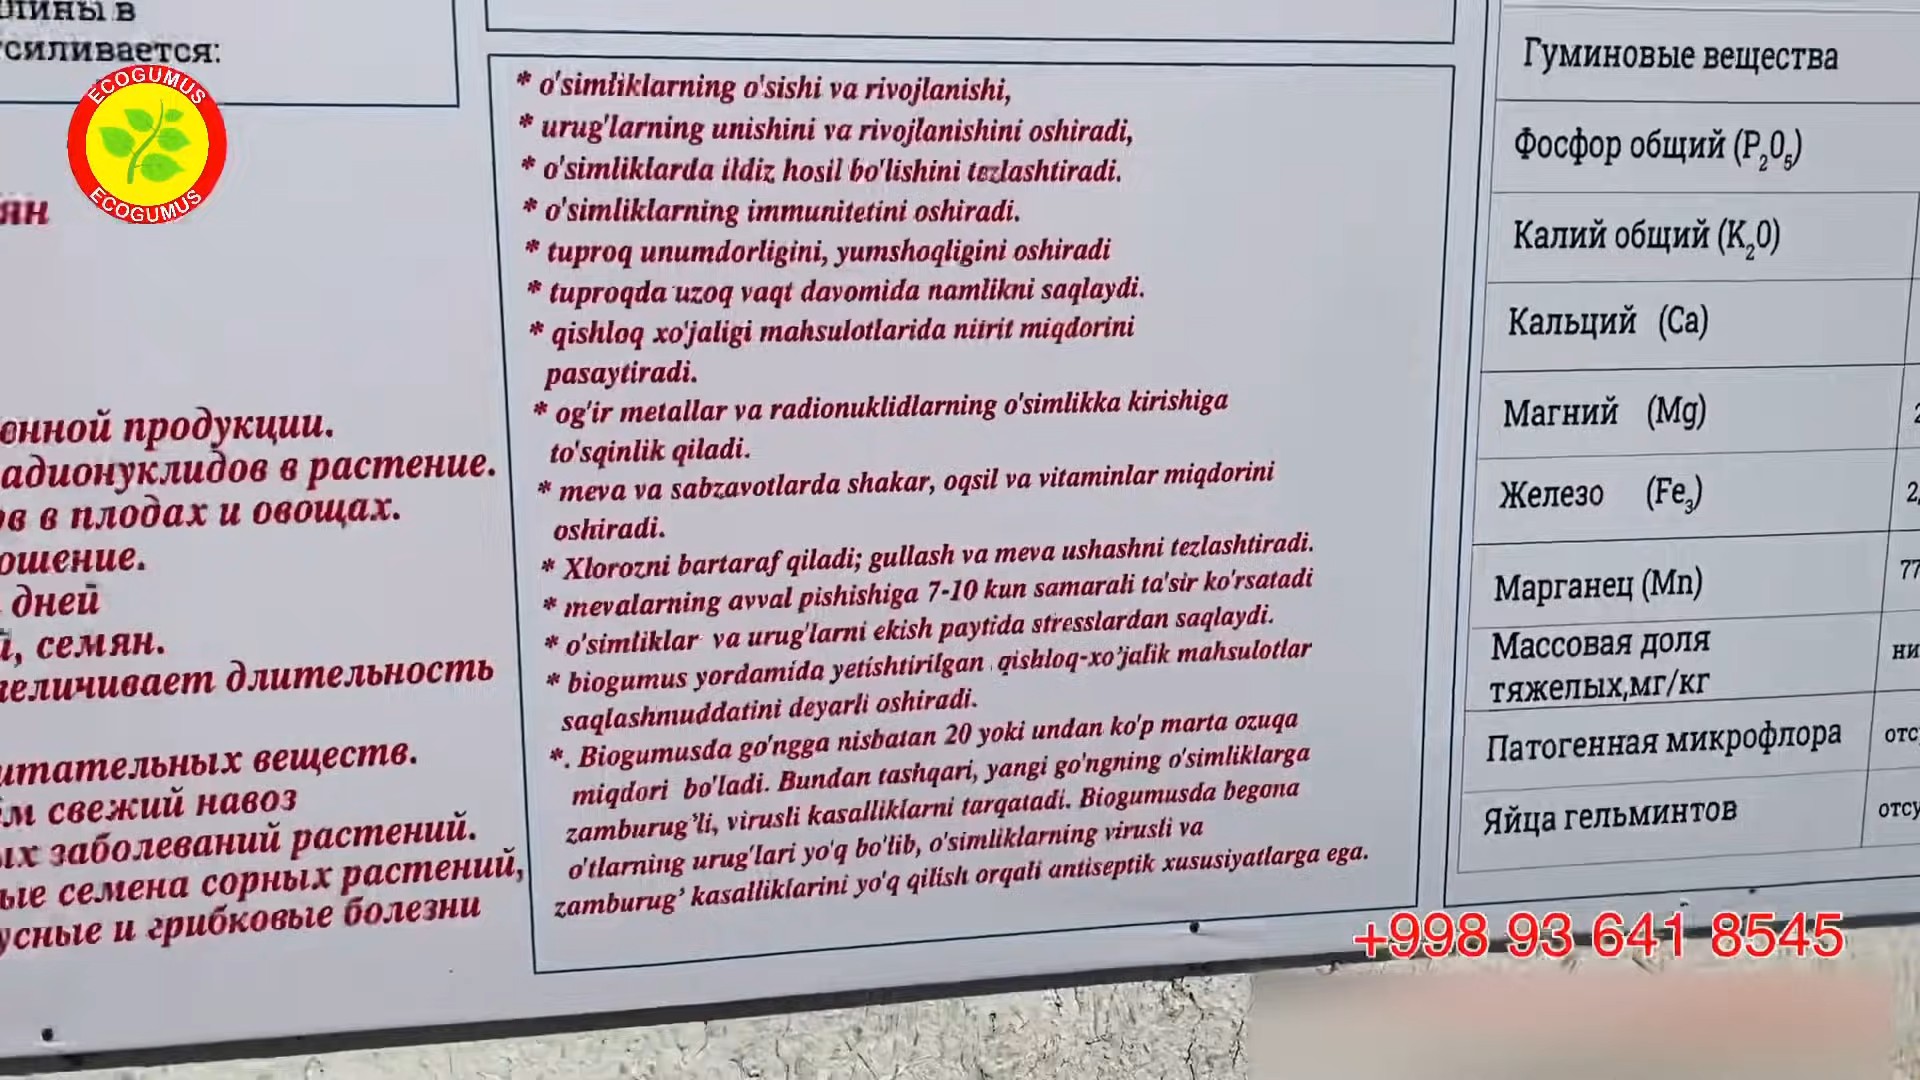 усиливается:
ECOGUMUS
ECOGUMUS
енной продукции.
адионуклидов в растение.
в в плодах и овощах.
ошение.
дней
й, семян.
величивает длительность
итательных веществ.
м свежий навоз
ых заболеваний растений.
ые семена сорных растений,
усные и грибковые болезни
* o'simliklarning o'sishi va rivojlanishi,
* urug'larning unishini va rivojlanishini oshiradi,
* o'simliklarda ildiz hosil bo'lishini tezlashtiradi.
* o'simliklarning immunitetini oshiradi.
* tuproq unumdorligini, yumshoqligini oshiradi
* tuproqda uzoq vaqt davomida namlikni saqlaydi.
* qishloq xo'jaligi mahsulotlarida nitrit miqdorini
pasaytiradi.
* og'ir metallar va radionuklidlarning o'simlikka kirishiga
to'sqinlik qiladi.
* meva va sabzavotlarda shakar, oqsil va vitaminlar miqdorini
oshiradi.
* Xlorozni bartaraf qiladi; gullash va meva ushashni tezlashtiradi.
* mevalarning avval pishishiga 7-10 kun samarali ta'sir ko'rsatadi
* o'simliklar va urug'larni ekish paytida stresslardan saqlaydi.
* biogumus yordamida yetishtirilgan qishloq-xo'jalik mahsulotlar
saqlashmuddatini deyarli oshiradi.
*. Biogumusda go'ngga nisbatan 20 yoki undan ko'p marta ozuqa
miqdori bo'ladi. Bundan tashqari, yangi go'ngning o'simliklarga
zamburug'li, virusli kasalliklarni tarqatadi. Biogumusda begona
o'tlarning urug'lari yo'q bo'lib, o'simliklarning virusli va
zamburug' kasalliklarini yo'q qilish orqali antiseptik xususiyatlarga ega.
Гуминовые вещества
Фосфор общий (P₂0₅)
Калий общий (K₂0)
Кальций (Ca)
Магний (Mg)
Железо (Fe₃)
Марганец (Mn)
Массовая доля
тяжелых,мг/кг
Патогенная микрофлора
Яйца гельминтов
+998 93 641 8545